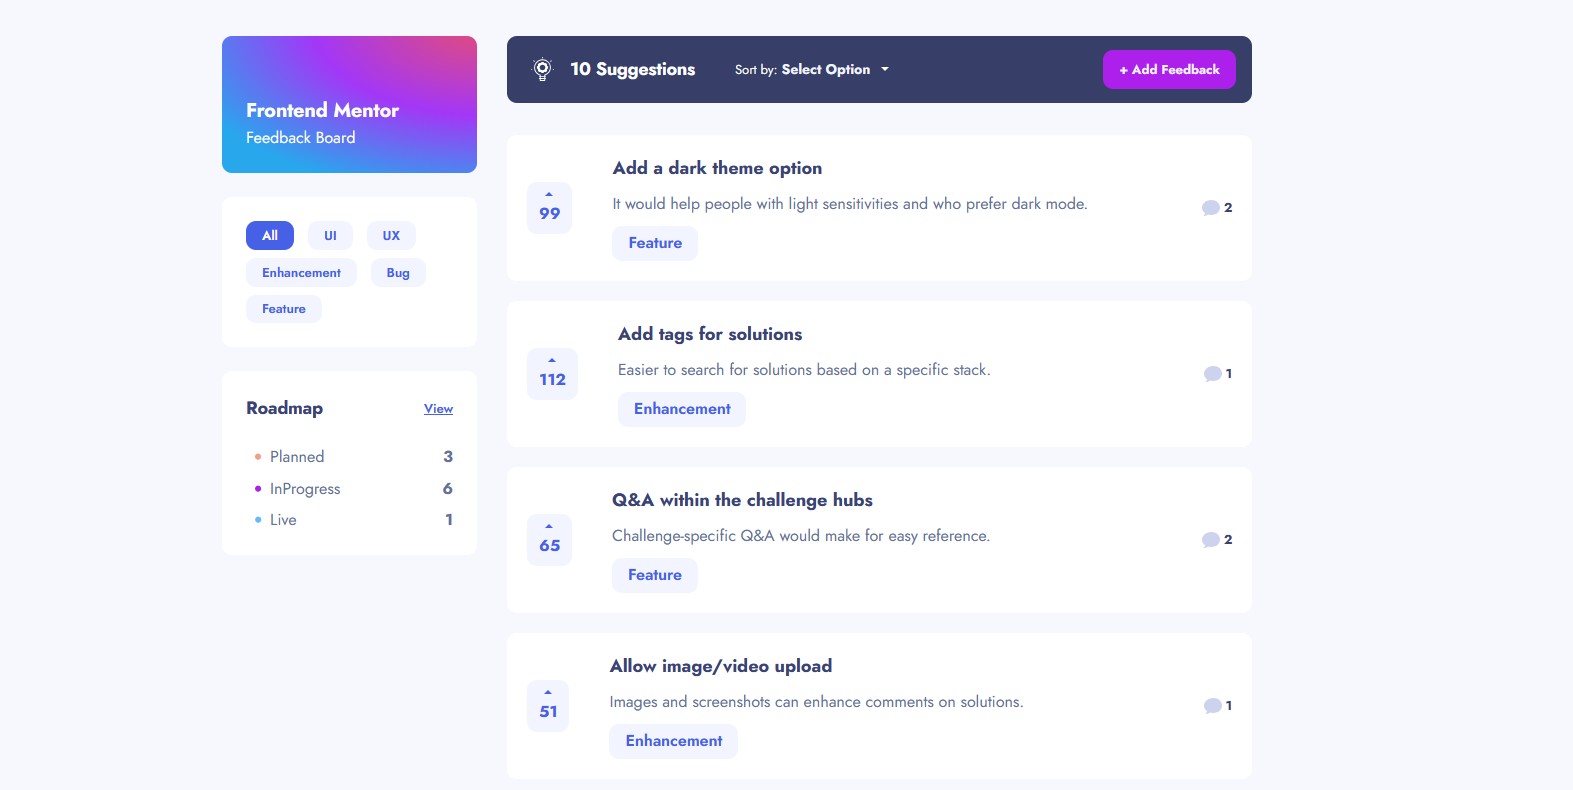 Frontend Mentor
Feedback Board
All UI UX
Enhancement Bug
Feature
Roadmap View
Planned 3
InProgress 6
Live 1
10 Suggestions Sort by: Select Option + Add Feedback
Add a dark theme option
99 It would help people with light sensitivities and who prefer dark mode. 2
Feature
Add tags for solutions
112 Easier to search for solutions based on a specific stack. 1
Enhancement
Q&A within the challenge hubs
65 Challenge-specific Q&A would make for easy reference. 2
Feature
Allow image/video upload
51 Images and screenshots can enhance comments on solutions. 1
Enhancement